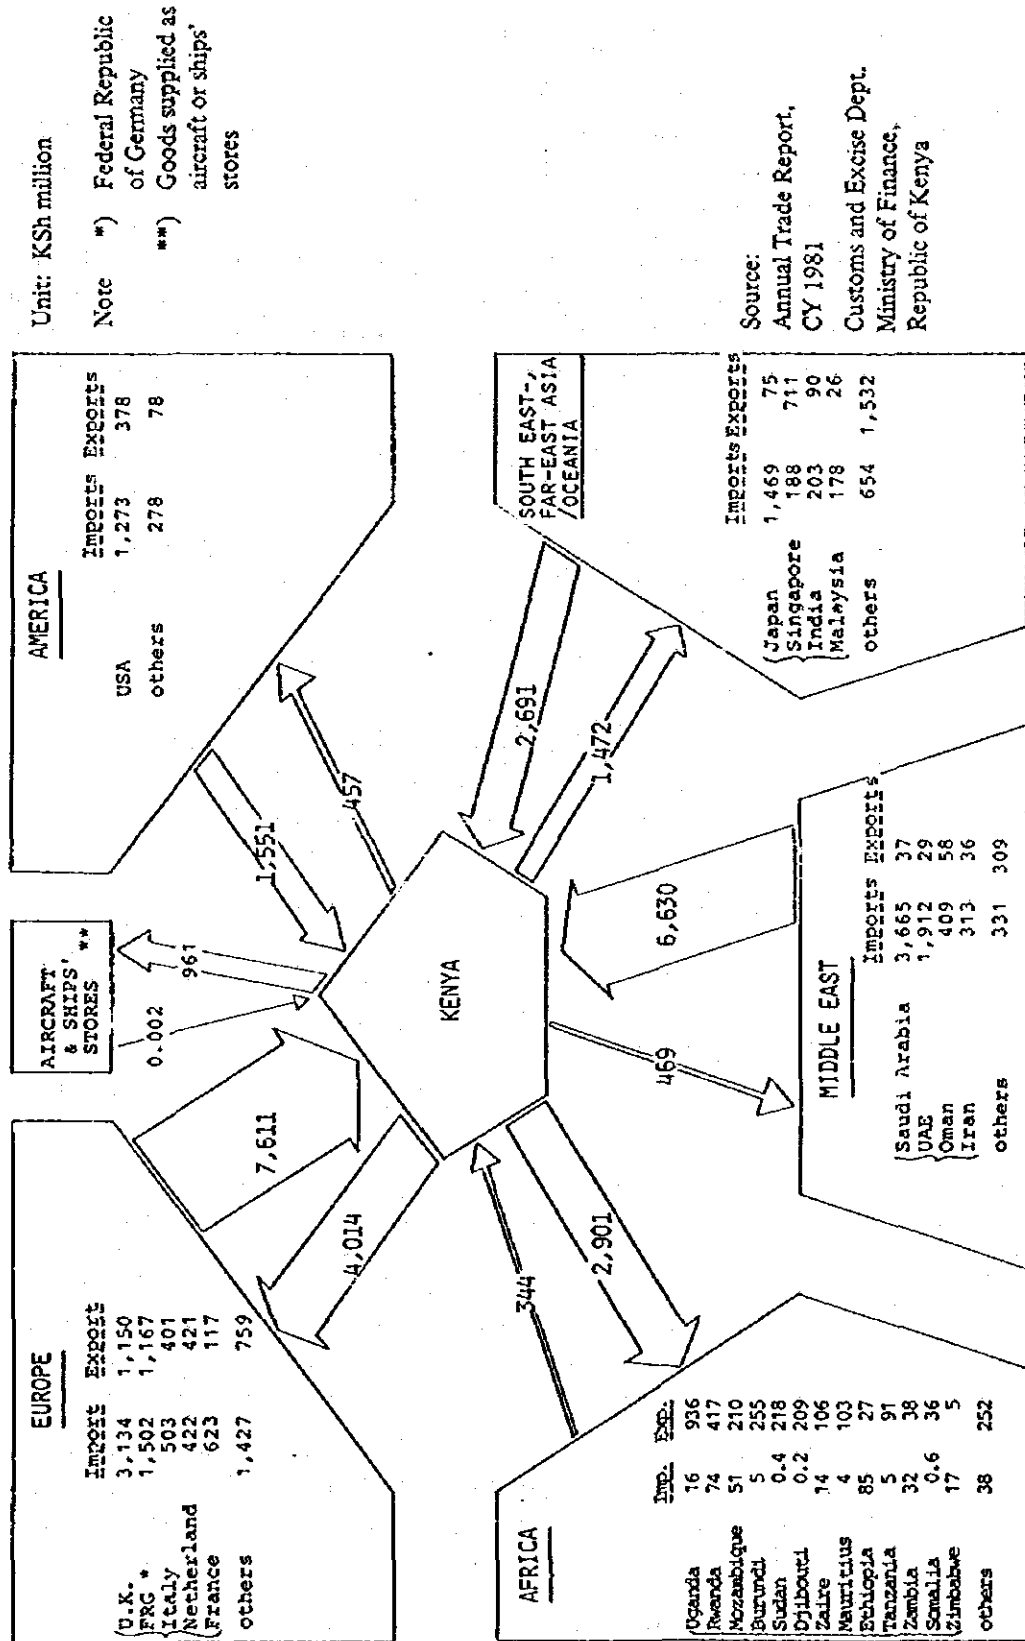 Unit: KSh million
Note *) Federal Republic
of Germany
**) Goods supplied as
aircraft or ships'
stores
EUROPE
Import Export
U.K. 3,134 1,150
FRG * 1,502 1,167
Italy 503 401
Netherland 422 421
France 623 117
others 1,427 759
AIRCRAFT
& SHIPS'
STORES **
0.002
961
AMERICA
Imports Exports
USA 1,273 378
others 278 78
7,611
4,014
1,551
457
KENYA
344
2,901
469
6,630
2,691
1,472
AFRICA
Imp. Exp.
Uganda 16 936
Rwanda 74 417
Mozambique 51 210
Burundi 5 255
Sudan 0.4 218
Djibouti 0.2 209
Zaire 14 106
Mauritius 4 103
Ethiopia 85 27
Tanzania 5 91
Zambia 32 38
Somalia 0.6 36
Zimbabwe 17 5
others 38 252
MIDDLE EAST
Imports Exports
Saudi Arabia 3,665 37
UAE 1,912 29
Oman 409 58
Iran 313 36
others 331 309
SOUTH EAST-,
FAR-EAST ASIA
/OCEANIA
Imports Exports
Japan 1,469 75
Singapore 188 711
India 203 90
Malaysia 178 26
others 654 1,532
Source:
Annual Trade Report,
CY 1981
Customs and Excise Dept.
Ministry of Finance,
Republic of Kenya